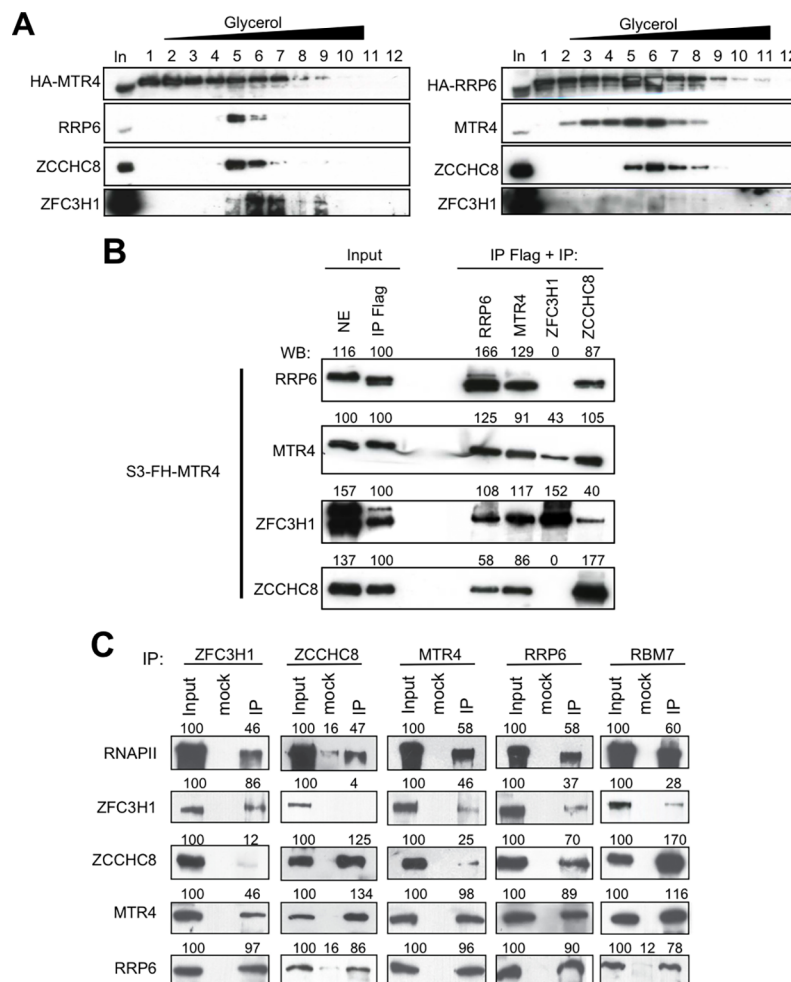 A
Glycerol
In 1 2 3 4 5 6 7 8 9 10 11 12
HA-MTR4
RRP6
ZCCHC8
ZFC3H1
Glycerol
In 1 2 3 4 5 6 7 8 9 10 11 12
HA-RRP6
MTR4
ZCCHC8
ZFC3H1
B
Input
IP Flag + IP:
NE
IP Flag
RRP6
MTR4
ZFC3H1
ZCCHC8
WB: 116 100 166 129 0 87
RRP6
100 100 125 91 43 105
MTR4
S3-FH-MTR4
157 100 108 117 152 40
ZFC3H1
137 100 58 86 0 177
ZCCHC8
C
IP: ZFC3H1 ZCCHC8 MTR4 RRP6 RBM7
Input mock IP Input mock IP Input mock IP Input mock IP Input mock IP
100 46 100 16 47 100 58 100 58 100 60
RNAPII
100 86 100 4 100 46 100 37 100 28
ZFC3H1
100 12 100 125 100 25 100 70 100 170
ZCCHC8
100 46 100 134 100 98 100 89 100 116
MTR4
100 97 100 16 86 100 96 100 90 100 12 78
RRP6